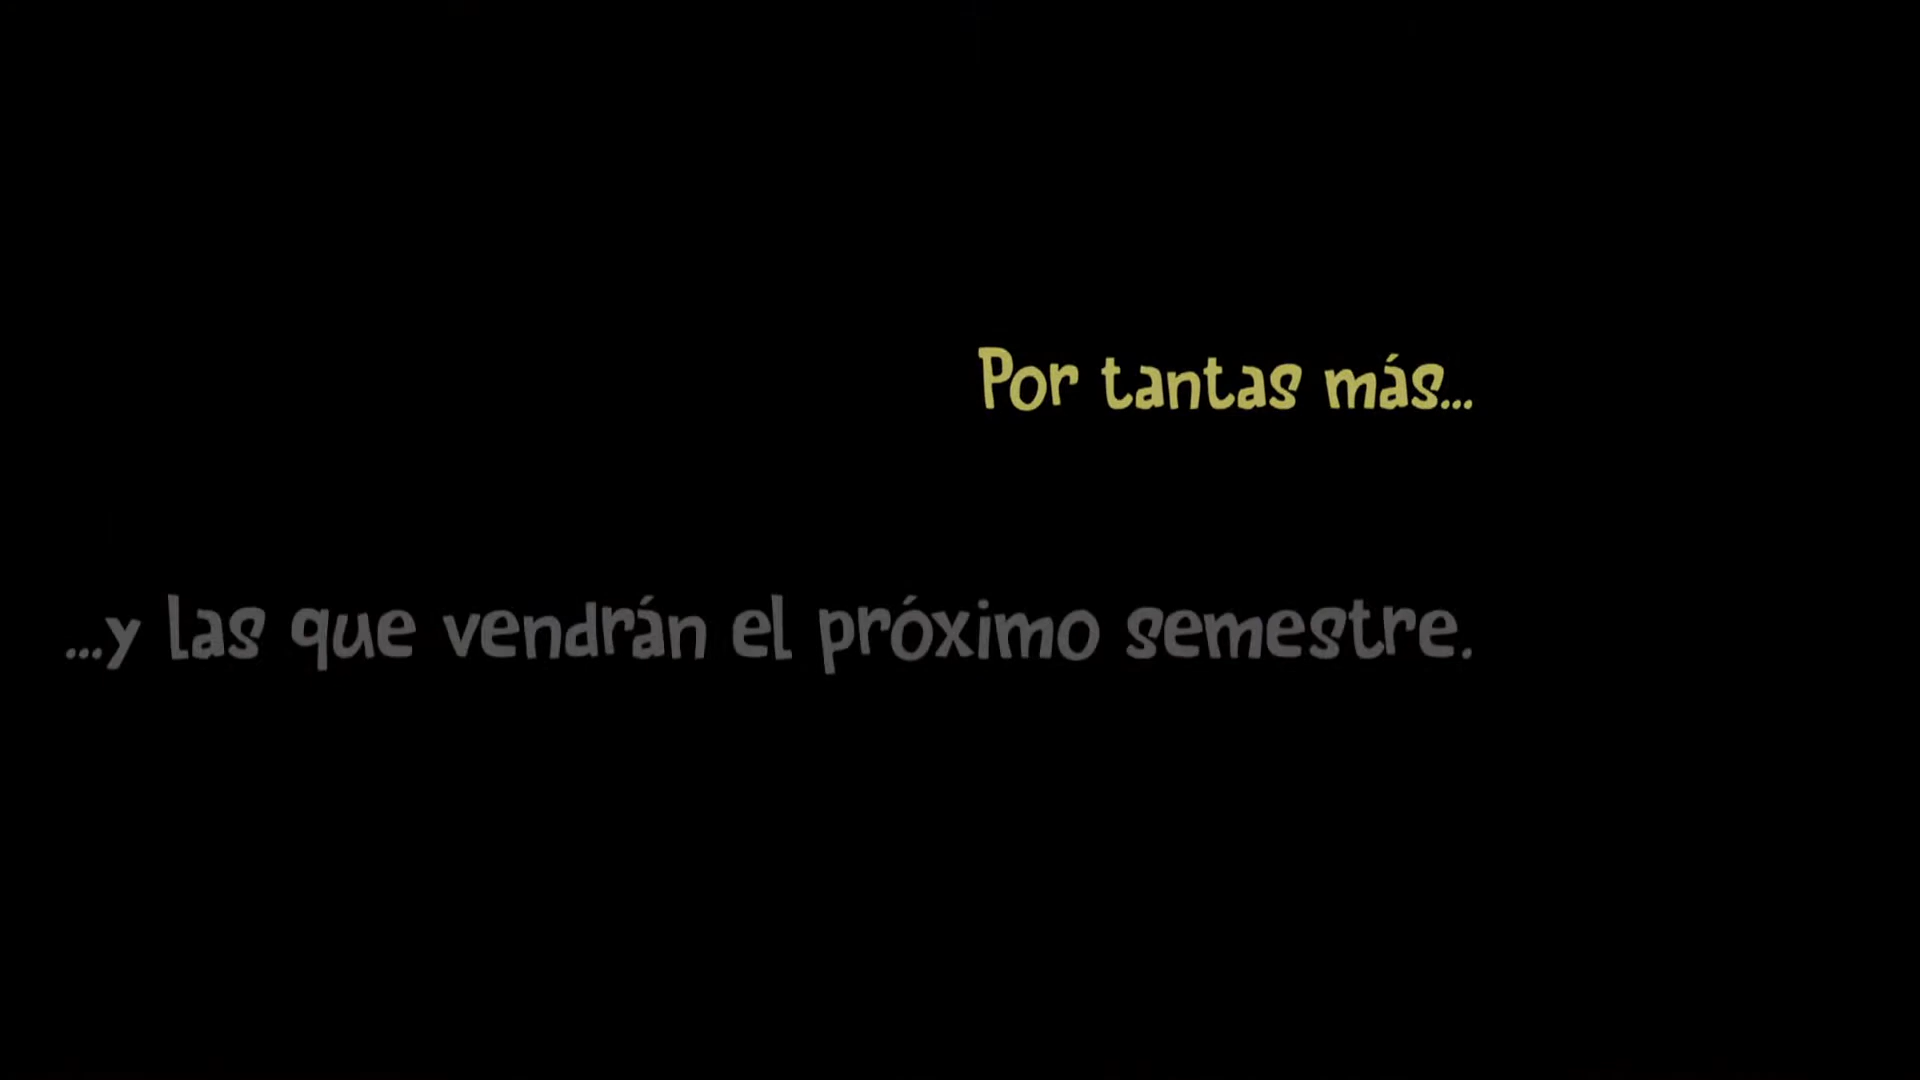 Por tantas más...
...y las que vendrán el próximo semestre.